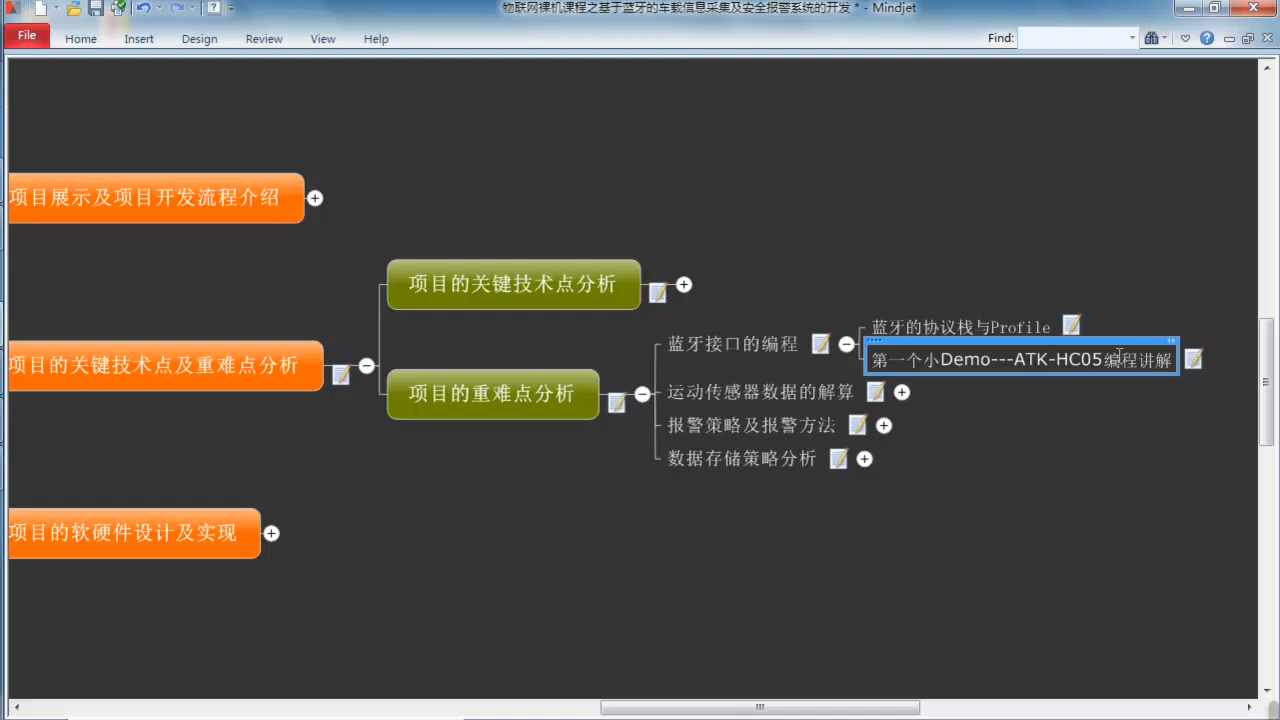 物联网裸机课程之基于蓝牙的车载信息采集及安全报警系统的开发 * - Mindjet
File Home Insert Design Review View Help Find:
项目展示及项目开发流程介绍
项目的关键技术点分析
蓝牙的协议栈与Profile
蓝牙接口的编程
第一个小Demo---ATK-HC05编程讲解
项目的关键技术点及重难点分析
项目的重难点分析
运动传感器数据的解算
报警策略及报警方法
数据存储策略分析
项目的软硬件设计及实现